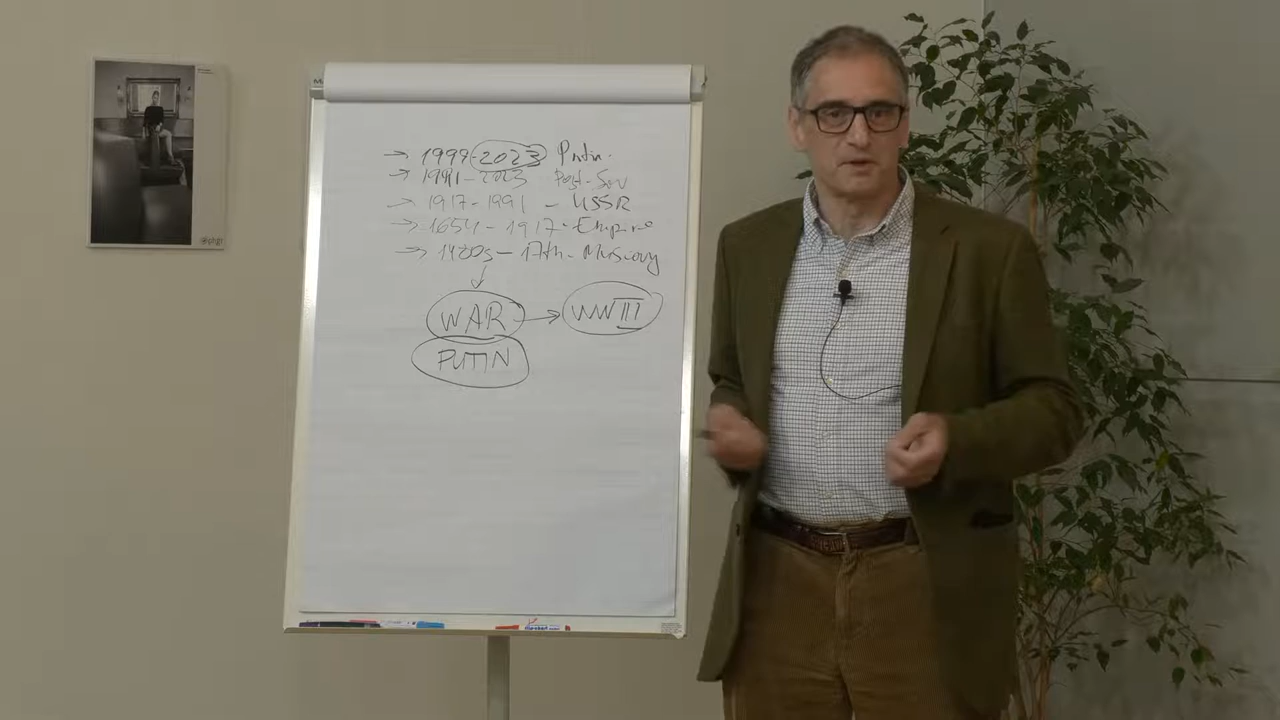 → 1999-2023 Putin.
→ 1991-2023 Post-Sov
→ 1917-1991 - USSR
→ 1654 - 1917 - Empire
→ 1480s - 17th - Muscovy
WAR → WWIII
PUTIN